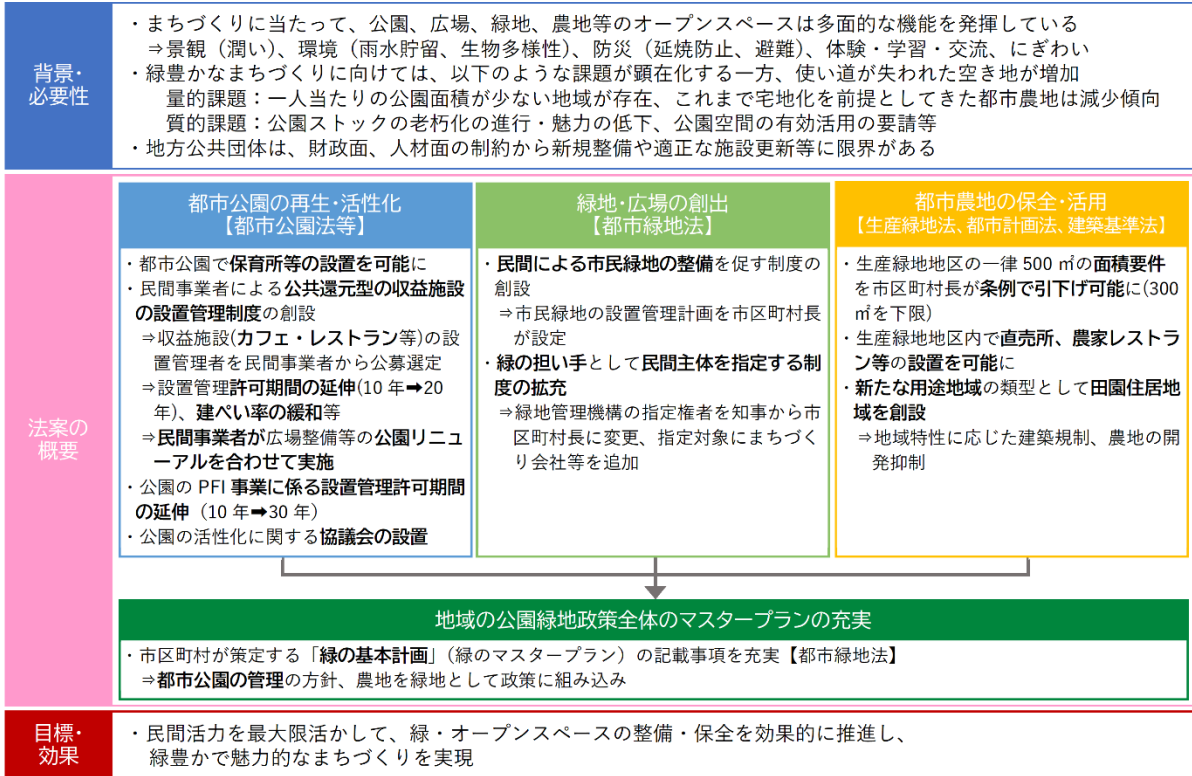 背景・
必要性
・まちづくりに当たって、公園、広場、緑地、農地等のオープンスペースは多面的な機能を発揮している
⇒景観（潤い）、環境（雨水貯留、生物多様性）、防災（延焼防止、避難）、体験・学習・交流、にぎわい
・緑豊かなまちづくりに向けては、以下のような課題が顕在化する一方、使い道が失われた空き地が増加
量的課題：一人当たりの公園面積が少ない地域が存在、これまで宅地化を前提としてきた都市農地は減少傾向
質的課題：公園ストックの老朽化の進行・魅力の低下、公園空間の有効活用の要請等
・地方公共団体は、財政面、人材面の制約から新規整備や適正な施設更新等に限界がある
法案の
概要
都市公園の再生・活性化
【都市公園法等】
・都市公園で保育所等の設置を可能に
・民間事業者による公共還元型の収益施設
の設置管理制度の創設
⇒収益施設(カフェ・レストラン等)の設
置管理者を民間事業者から公募選定
⇒設置管理許可期間の延伸(10 年➡20
年)、建ぺい率の緩和等
⇒民間事業者が広場整備等の公園リニュ
ーアルを合わせて実施
・公園の PFI 事業に係る設置管理許可期間
の延伸（10 年➡30 年）
・公園の活性化に関する協議会の設置
緑地・広場の創出
【都市緑地法】
・民間による市民緑地の整備を促す制度の
創設
⇒市民緑地の設置管理計画を市区町村長
が設定
・緑の担い手として民間主体を指定する制
度の拡充
⇒緑地管理機構の指定権者を知事から市
区町村長に変更、指定対象にまちづく
り会社等を追加
都市農地の保全・活用
【生産緑地法、都市計画法、建築基準法】
・生産緑地地区の一律 500 ㎡の面積要件
を市区町村長が条例で引下げ可能に(300
㎡を下限)
・生産緑地地区内で直売所、農家レストラ
ン等の設置を可能に
・新たな用途地域の類型として田園住居地
域を創設
⇒地域特性に応じた建築規制、農地の開
発抑制
地域の公園緑地政策全体のマスタープランの充実
・市区町村が策定する「緑の基本計画」（緑のマスタープラン）の記載事項を充実【都市緑地法】
⇒都市公園の管理の方針、農地を緑地として政策に組み込み
目標・
効果
・民間活力を最大限活かして、緑・オープンスペースの整備・保全を効果的に推進し、
緑豊かで魅力的なまちづくりを実現